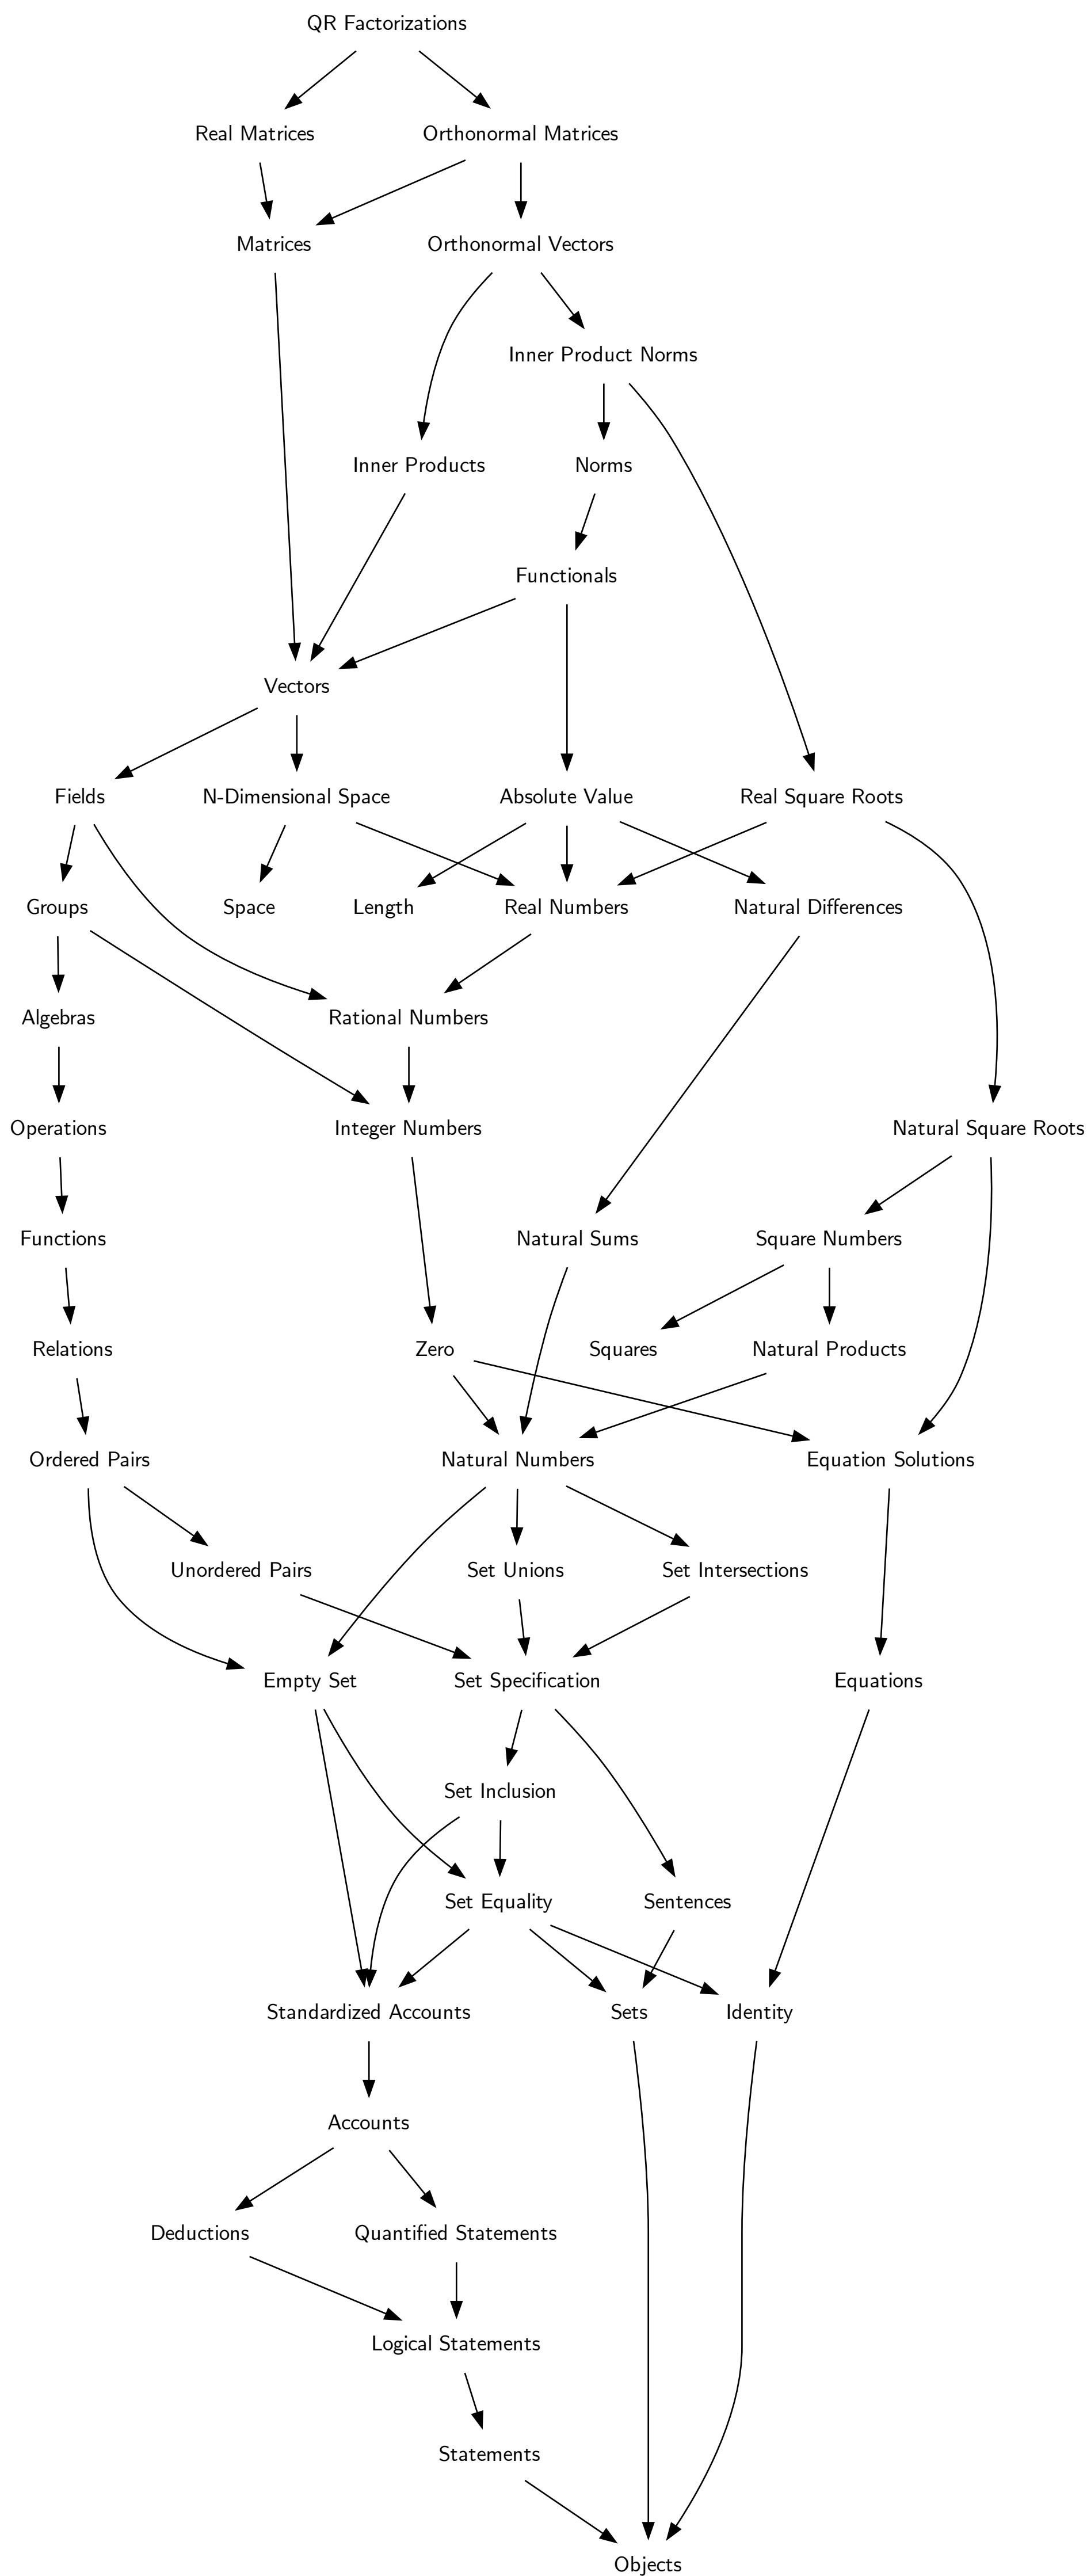 QR Factorizations
Real Matrices
Orthonormal Matrices
Matrices
Orthonormal Vectors
Inner Product Norms
Inner Products
Norms
Functionals
Vectors
Fields
N-Dimensional Space
Absolute Value
Real Square Roots
Groups
Space
Length
Real Numbers
Natural Differences
Algebras
Rational Numbers
Operations
Integer Numbers
Natural Square Roots
Functions
Natural Sums
Square Numbers
Relations
Zero
Squares
Natural Products
Ordered Pairs
Natural Numbers
Equation Solutions
Unordered Pairs
Set Unions
Set Intersections
Empty Set
Set Specification
Equations
Set Inclusion
Set Equality
Sentences
Standardized Accounts
Sets
Identity
Accounts
Deductions
Quantified Statements
Logical Statements
Statements
Objects